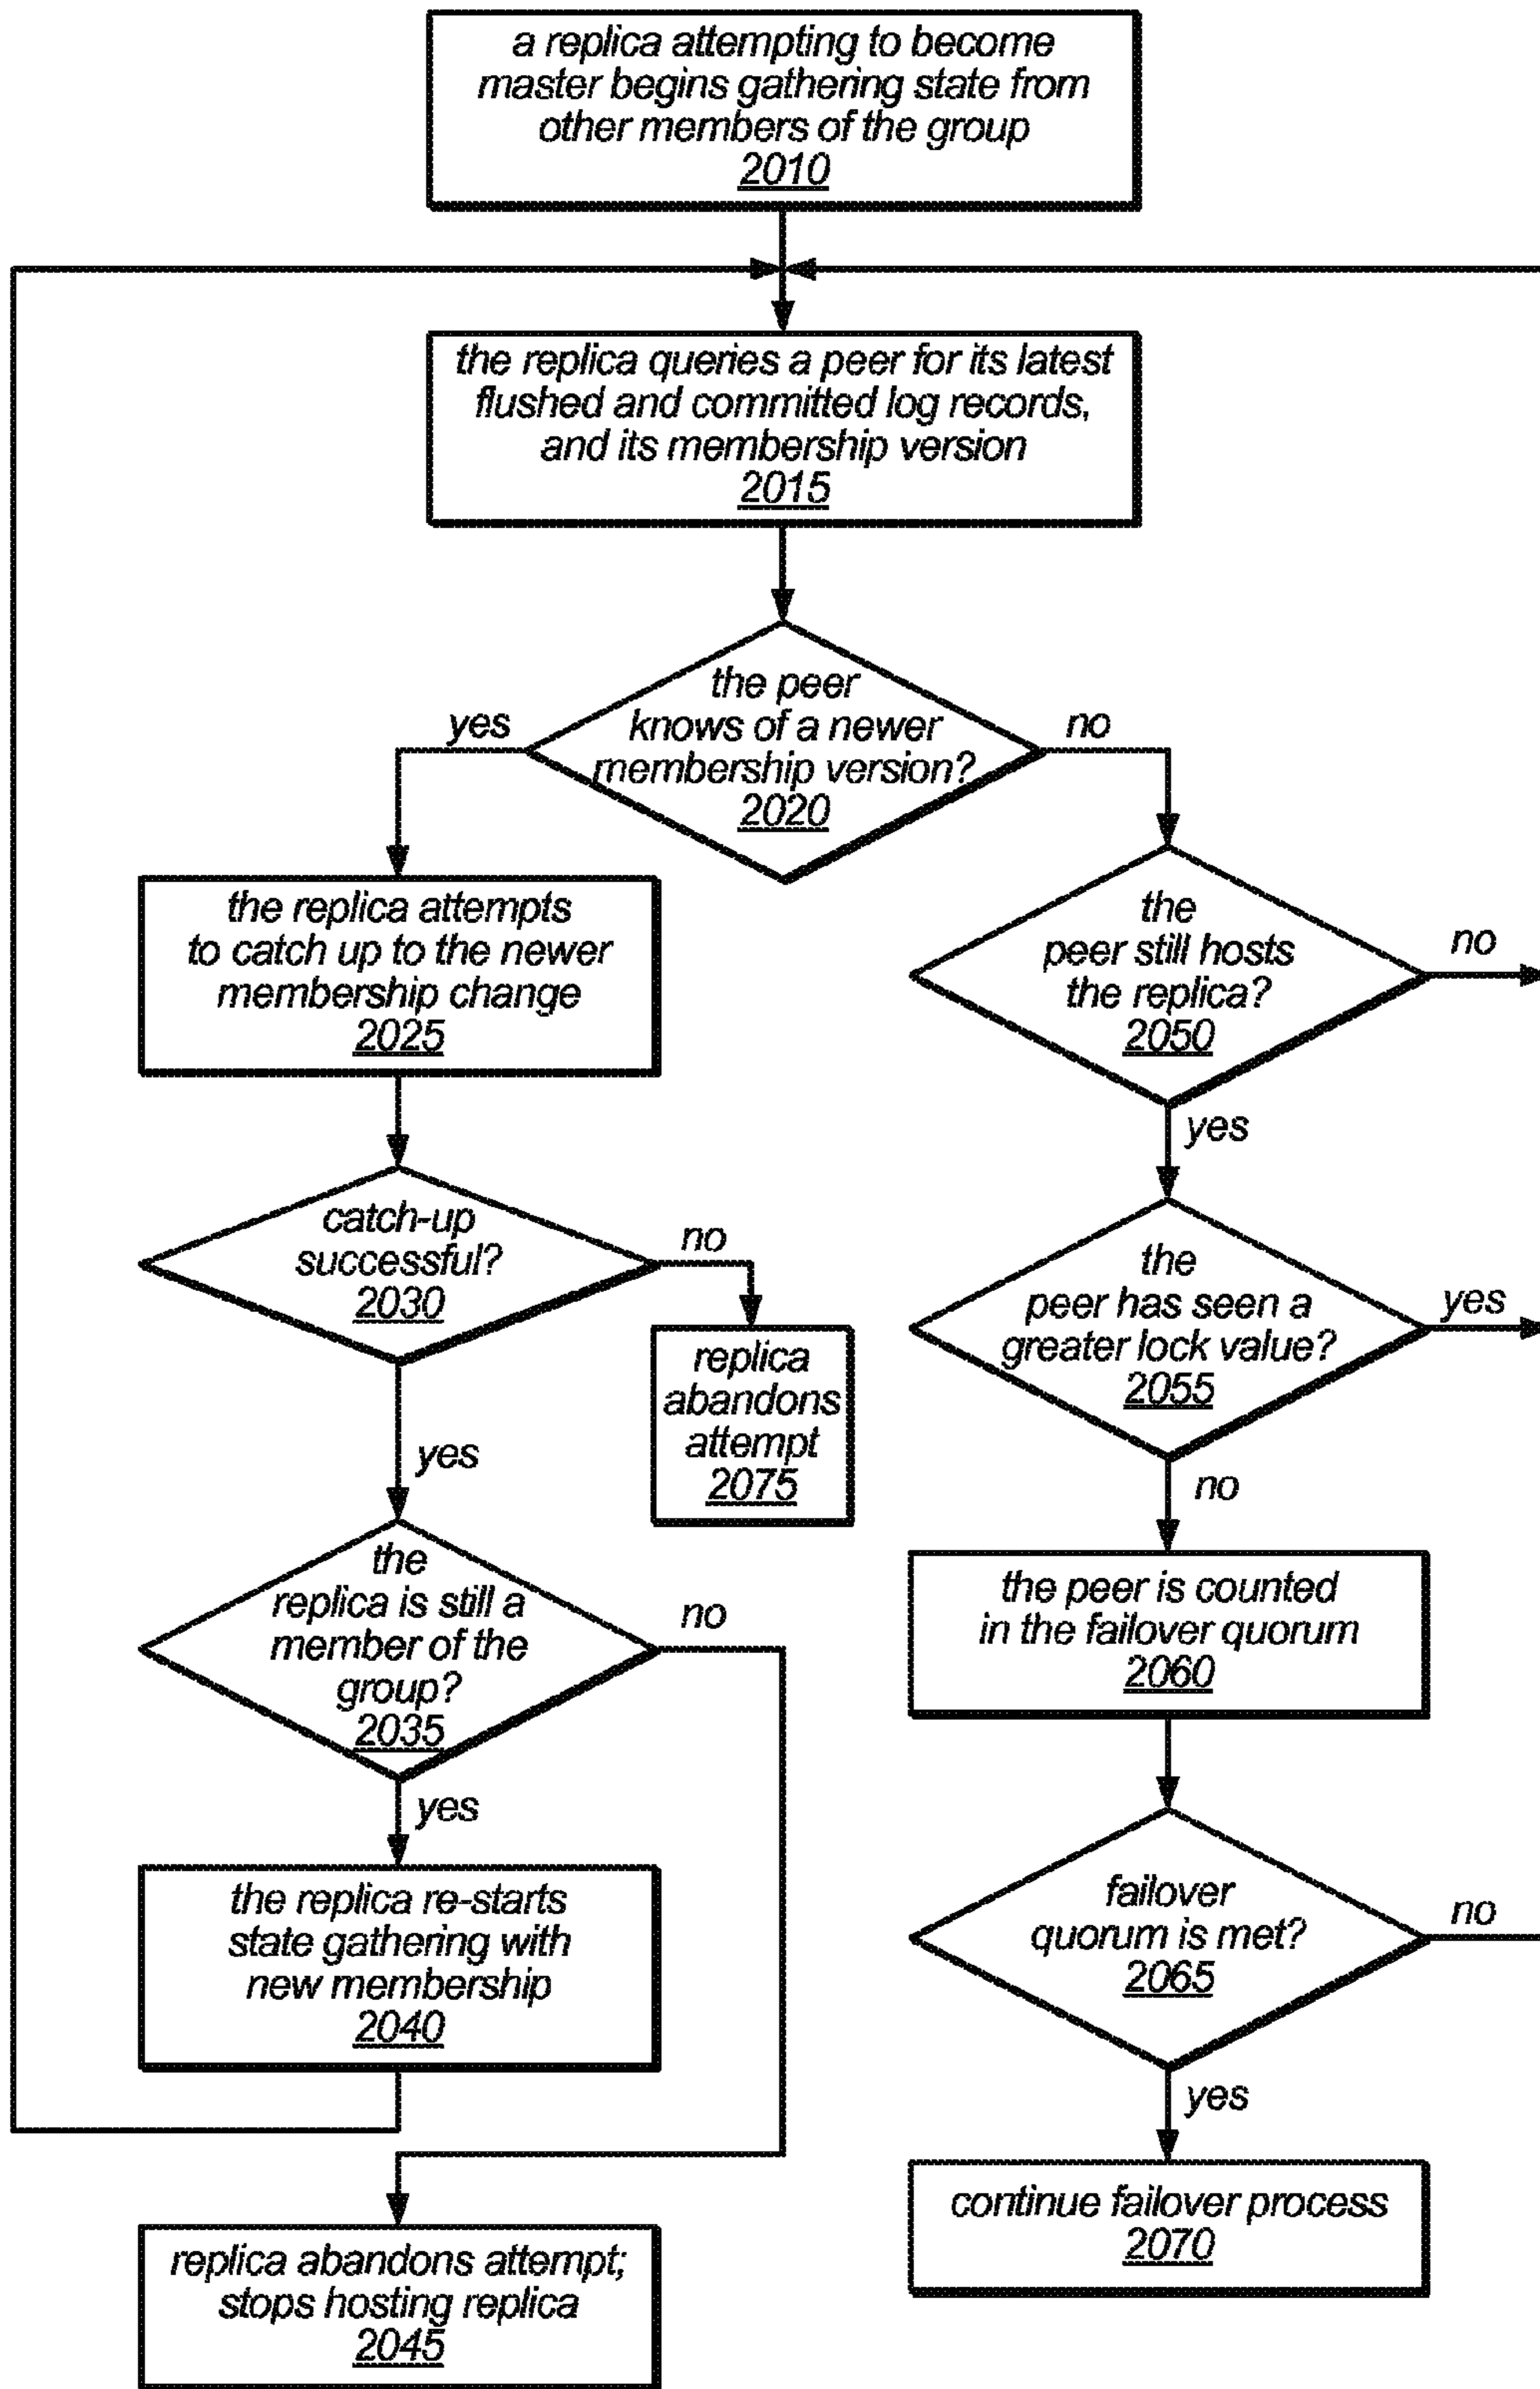 a replica attempting to become
master begins gathering state from
other members of the group
2010
the replica queries a peer for its latest
flushed and committed log records,
and its membership version
2015
the peer
knows of a newer
membership version?
2020
yes
no
the replica attempts
to catch up to the newer
membership change
2025
the
peer still hosts
the replica?
2050
no
yes
catch-up
successful?
2030
no
yes
replica
abandons
attempt
2075
the
peer has seen a
greater lock value?
2055
yes
no
the
replica is still a
member of the
group?
2035
no
yes
the peer is counted
in the failover quorum
2060
the replica re-starts
state gathering with
new membership
2040
failover
quorum is met?
2065
no
yes
replica abandons attempt;
stops hosting replica
2045
continue failover process
2070